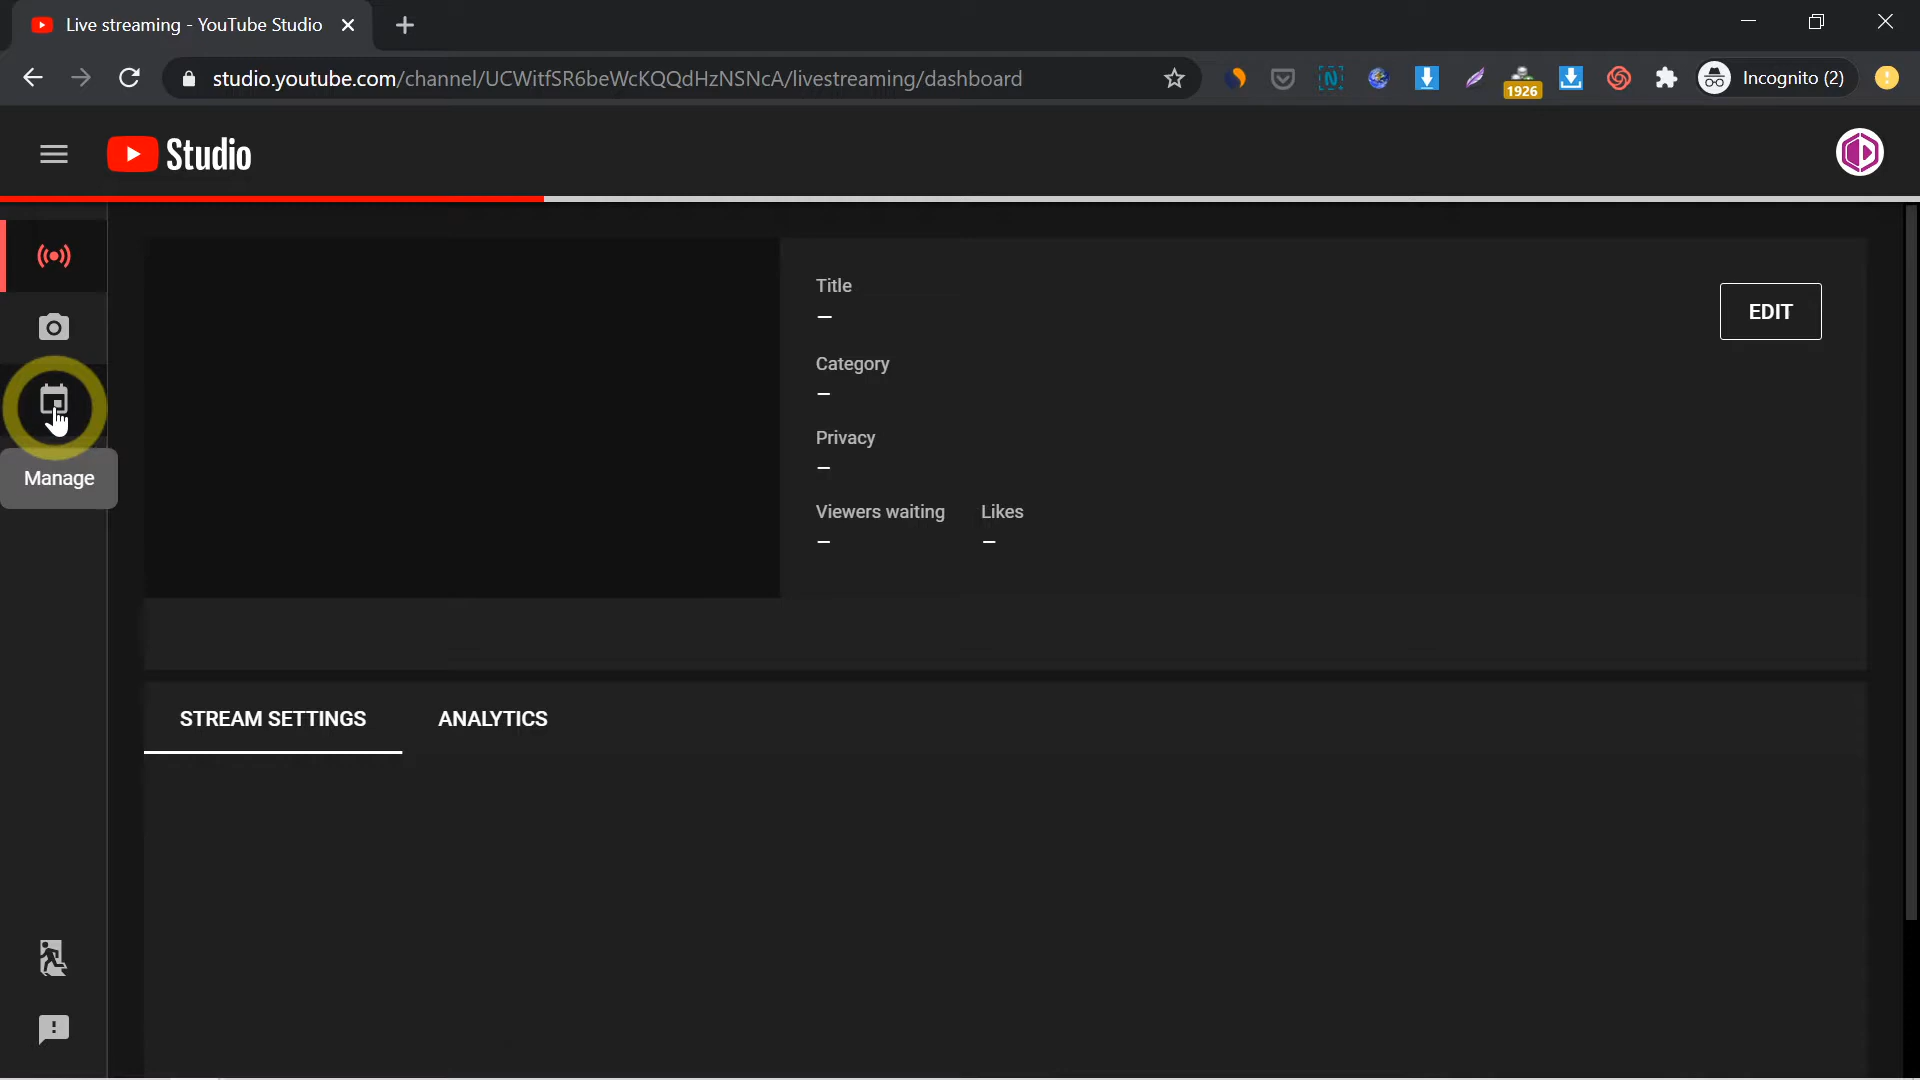 Live streaming - YouTube Studio
studio.youtube.com/channel/UCWitfSR6beWcKQQdHzNSNcA/livestreaming/dashboard
1926
Incognito (2)
Studio
Manage
Title
–
EDIT
Category
–
Privacy
–
Viewers waiting Likes
– –
STREAM SETTINGS ANALYTICS